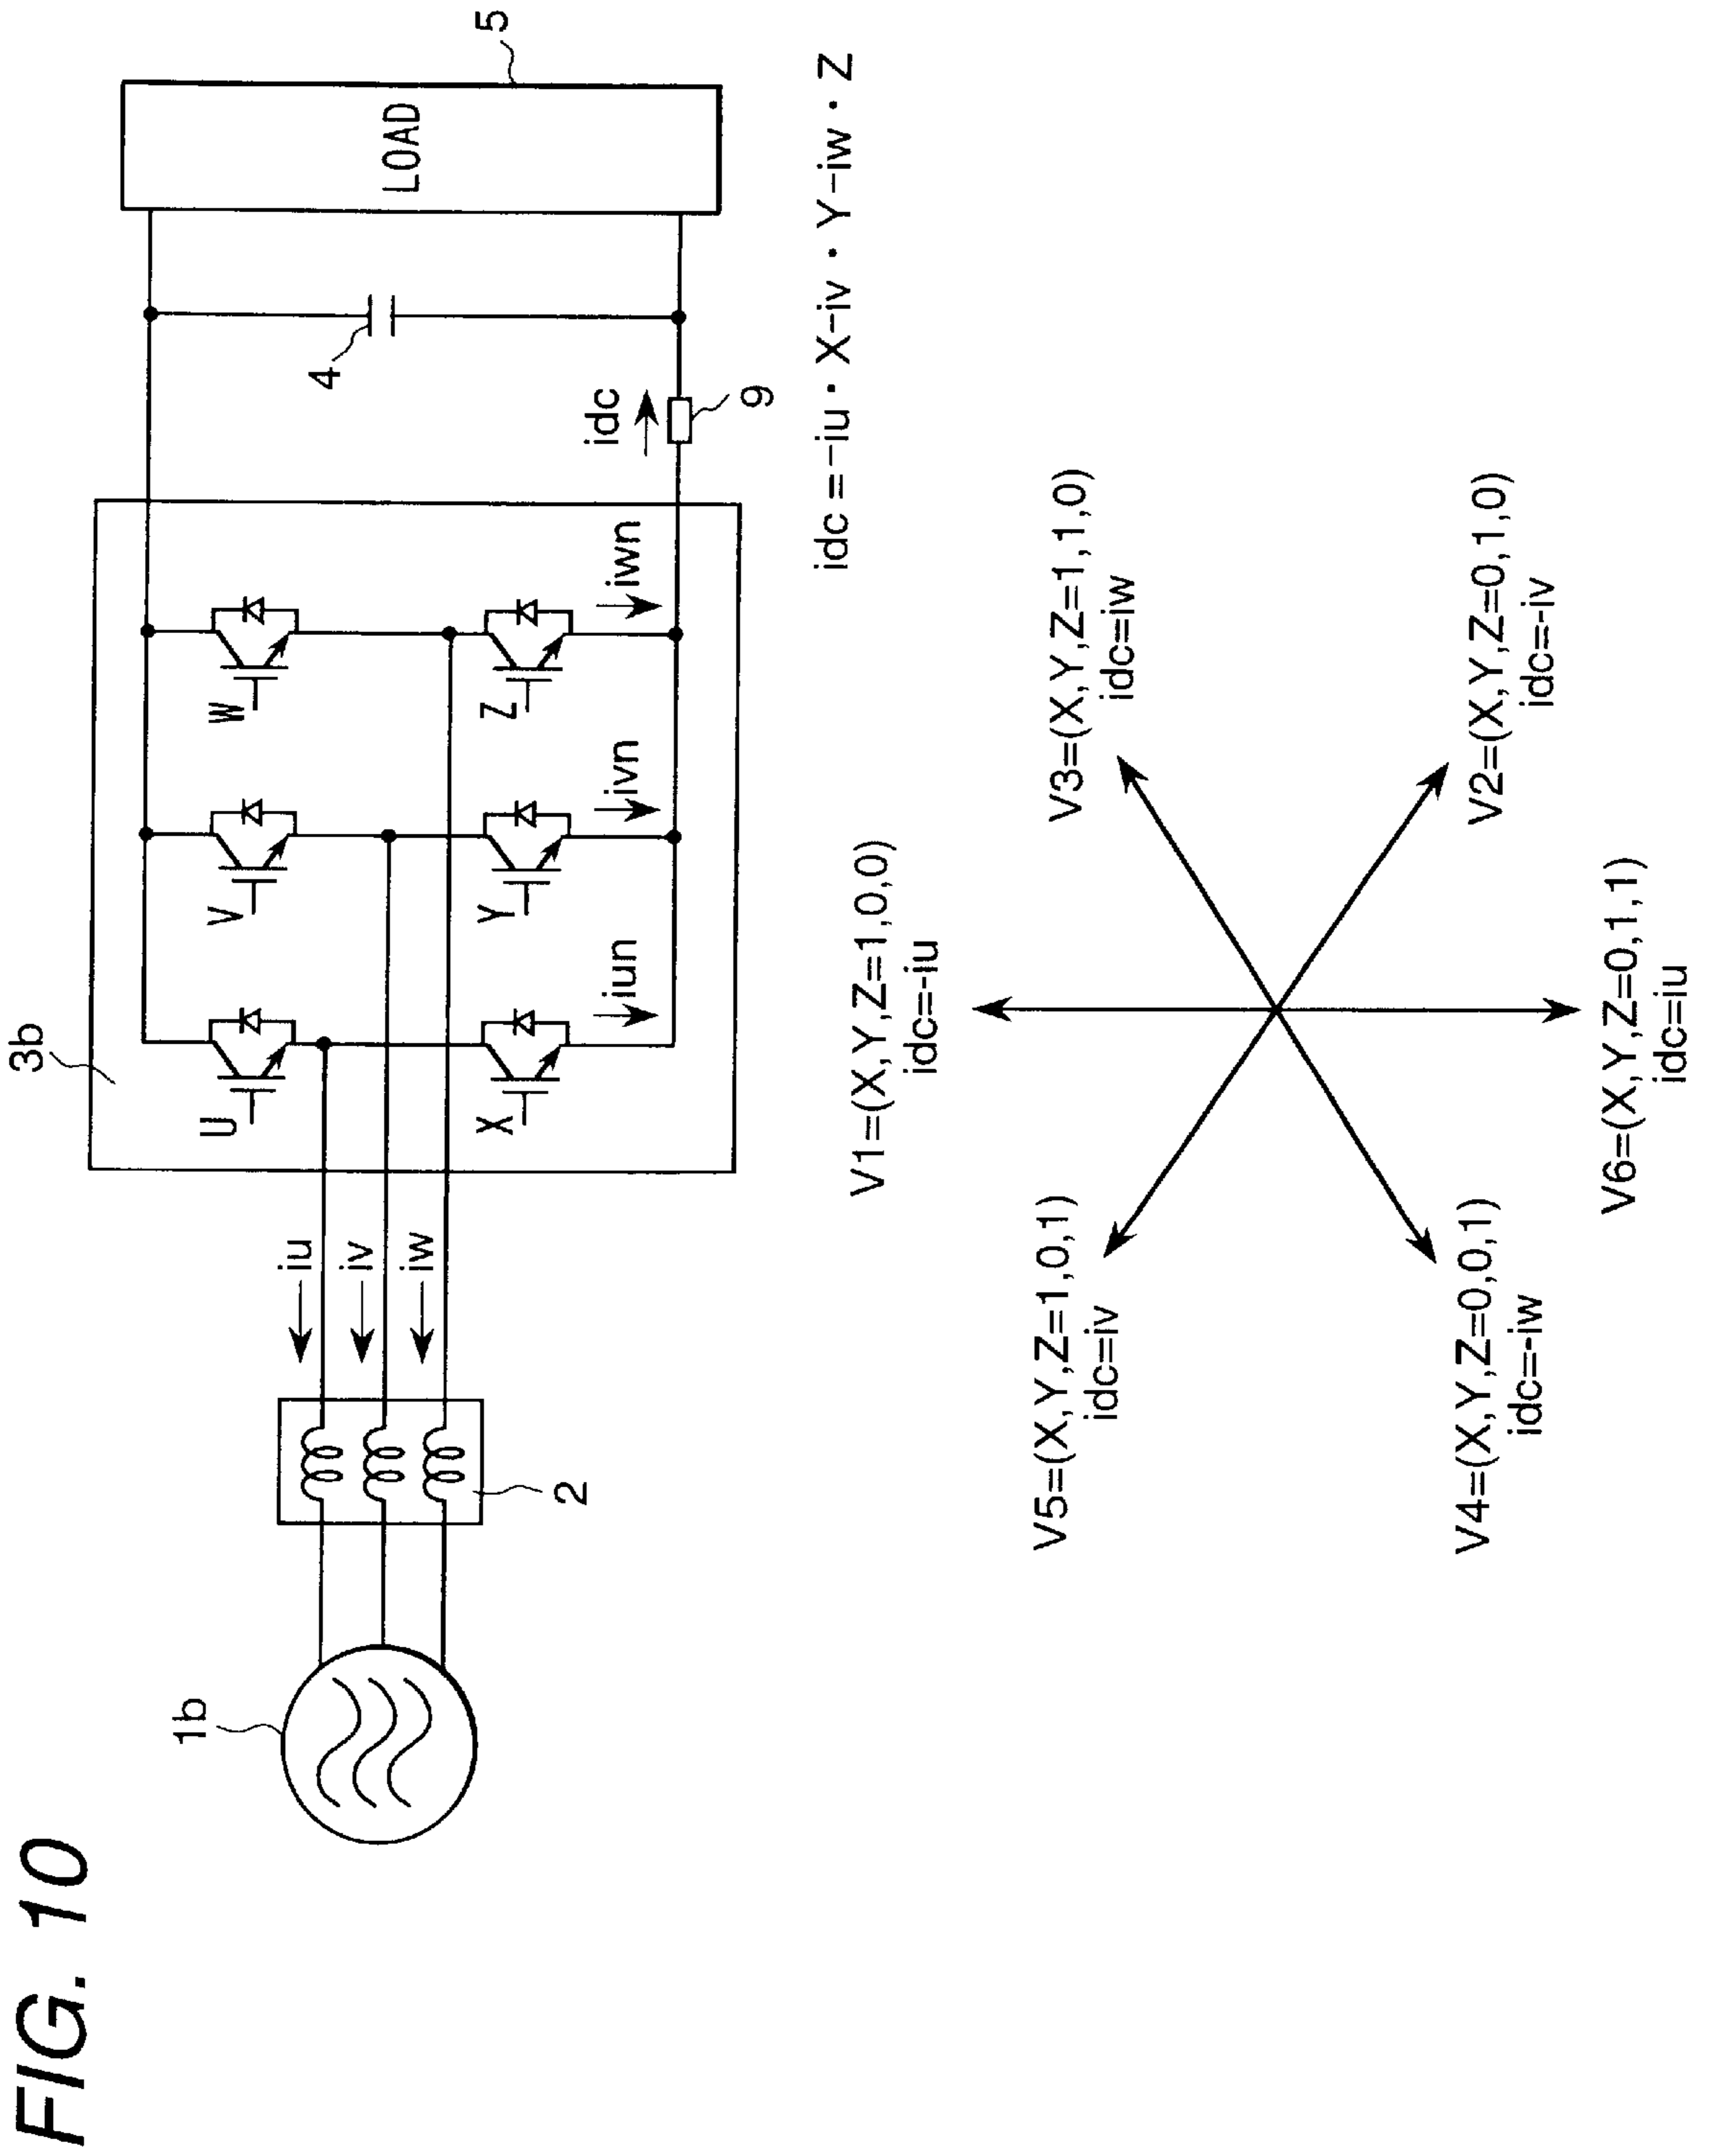 FIG. 10
1b
2
iu
iv
iw
3b
U
V
W
X
Y
Z
iun
ivn
iwn
idc
9
4
LOAD
5
idc =−iu・X−iv・Y−iw・Z
V5=(X,Y,Z=1,0,1)
idc=iv
V1=(X,Y,Z=1,0,0)
idc=-iu
V3=(X,Y,Z=1,1,0)
idc=iw
V4=(X,Y,Z=0,0,1)
idc=-iw
V6=(X,Y,Z=0,1,1)
idc=iu
V2=(X,Y,Z=0,1,0)
idc=-iv